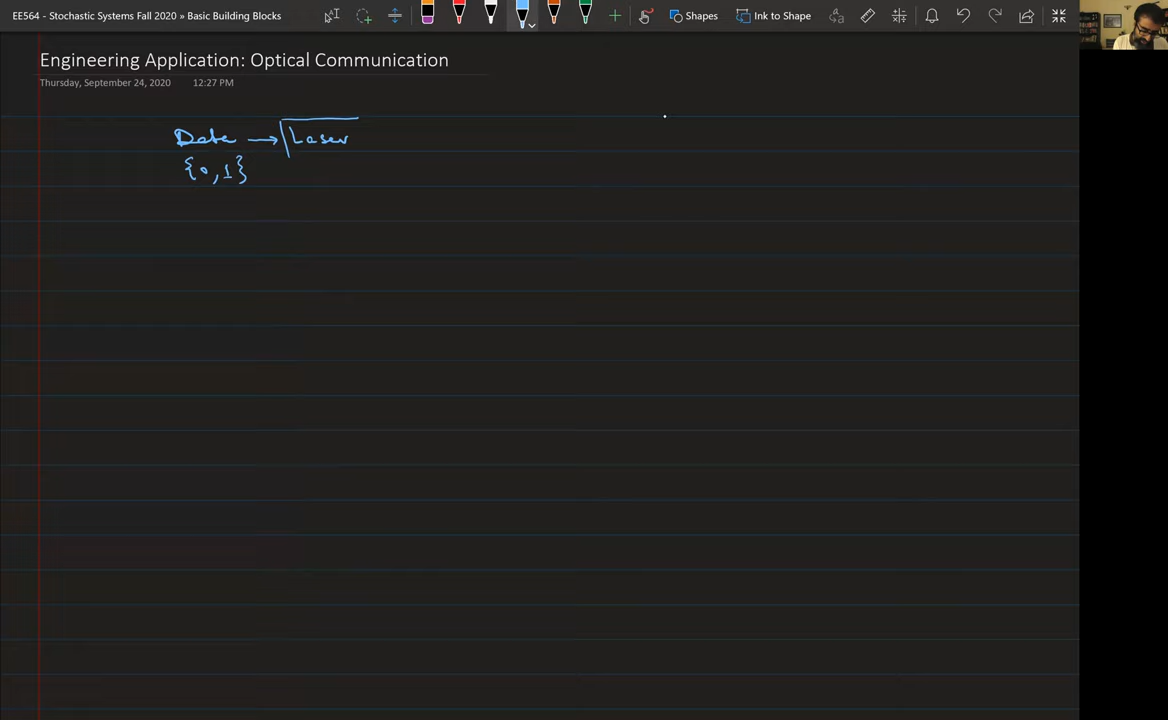 EE564 - Stochastic Systems Fall 2020 » Basic Building Blocks
Shapes
Ink to Shape
Engineering Application: Optical Communication
Thursday, September 24, 2020 12:27 PM
Data → Laser
{0,1}